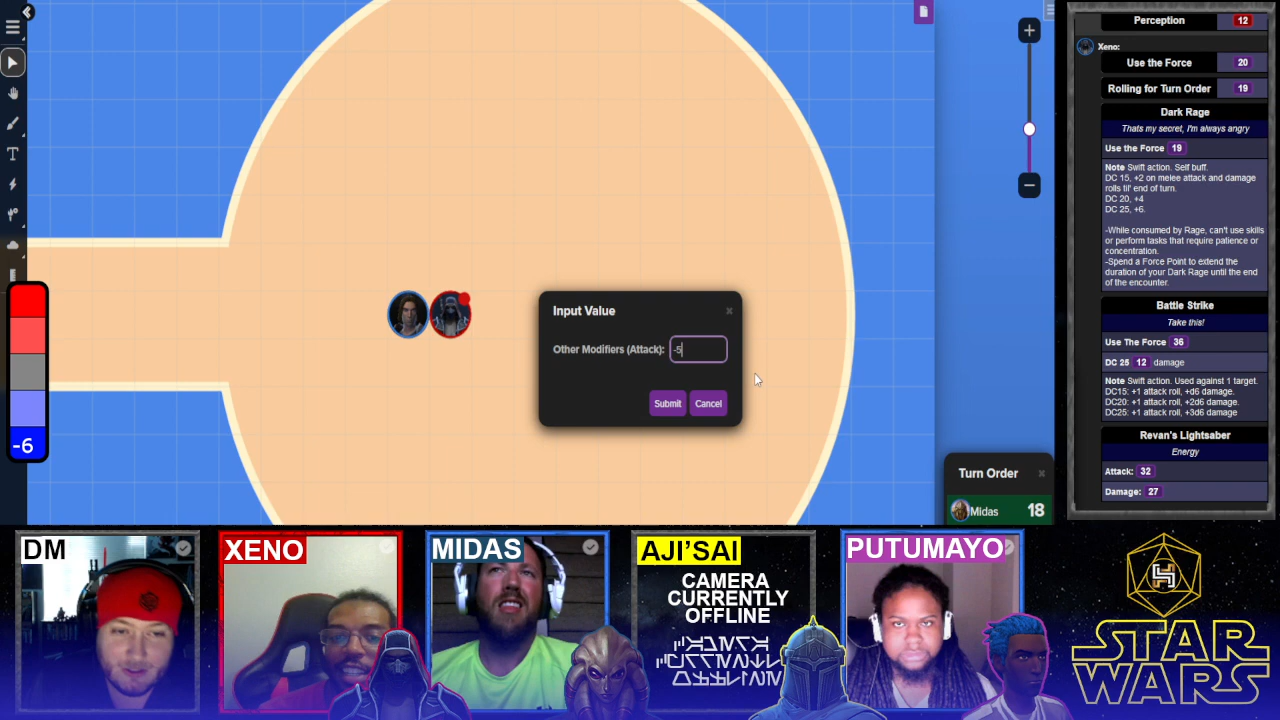 Perception 12
Xeno:
Use the Force 20
Rolling for Turn Order 19
Dark Rage
Thats my secret, I'm always angry
Use the Force 19
Note Swift action. Self buff.
DC 15, +2 on melee attack and damage
rolls til' end of turn.
DC 20, +4
DC 25, +6.
-While consumed by Rage, can't use skills
or perform tasks that require patience or
concentration.
-Spend a Force Point to extend the
duration of your Dark Rage until the end
of the encounter.
Battle Strike
Take this!
Use The Force 36
DC 25 12 damage
Note Swift action. Used against 1 target.
DC15: +1 attack roll, +d6 damage.
DC20: +1 attack roll, +2d6 damage.
DC25: +1 attack roll, +3d6 damage
Revan's Lightsaber
Energy
Attack: 32
Damage: 27
Input Value
Other Modifiers (Attack): -5
Submit Cancel
-6
Turn Order
Midas 18
DM
XENO
MIDAS
AJI'SAI
CAMERA
CURRENTLY
OFFLINE
PUTUMAYO
STAR
WARS